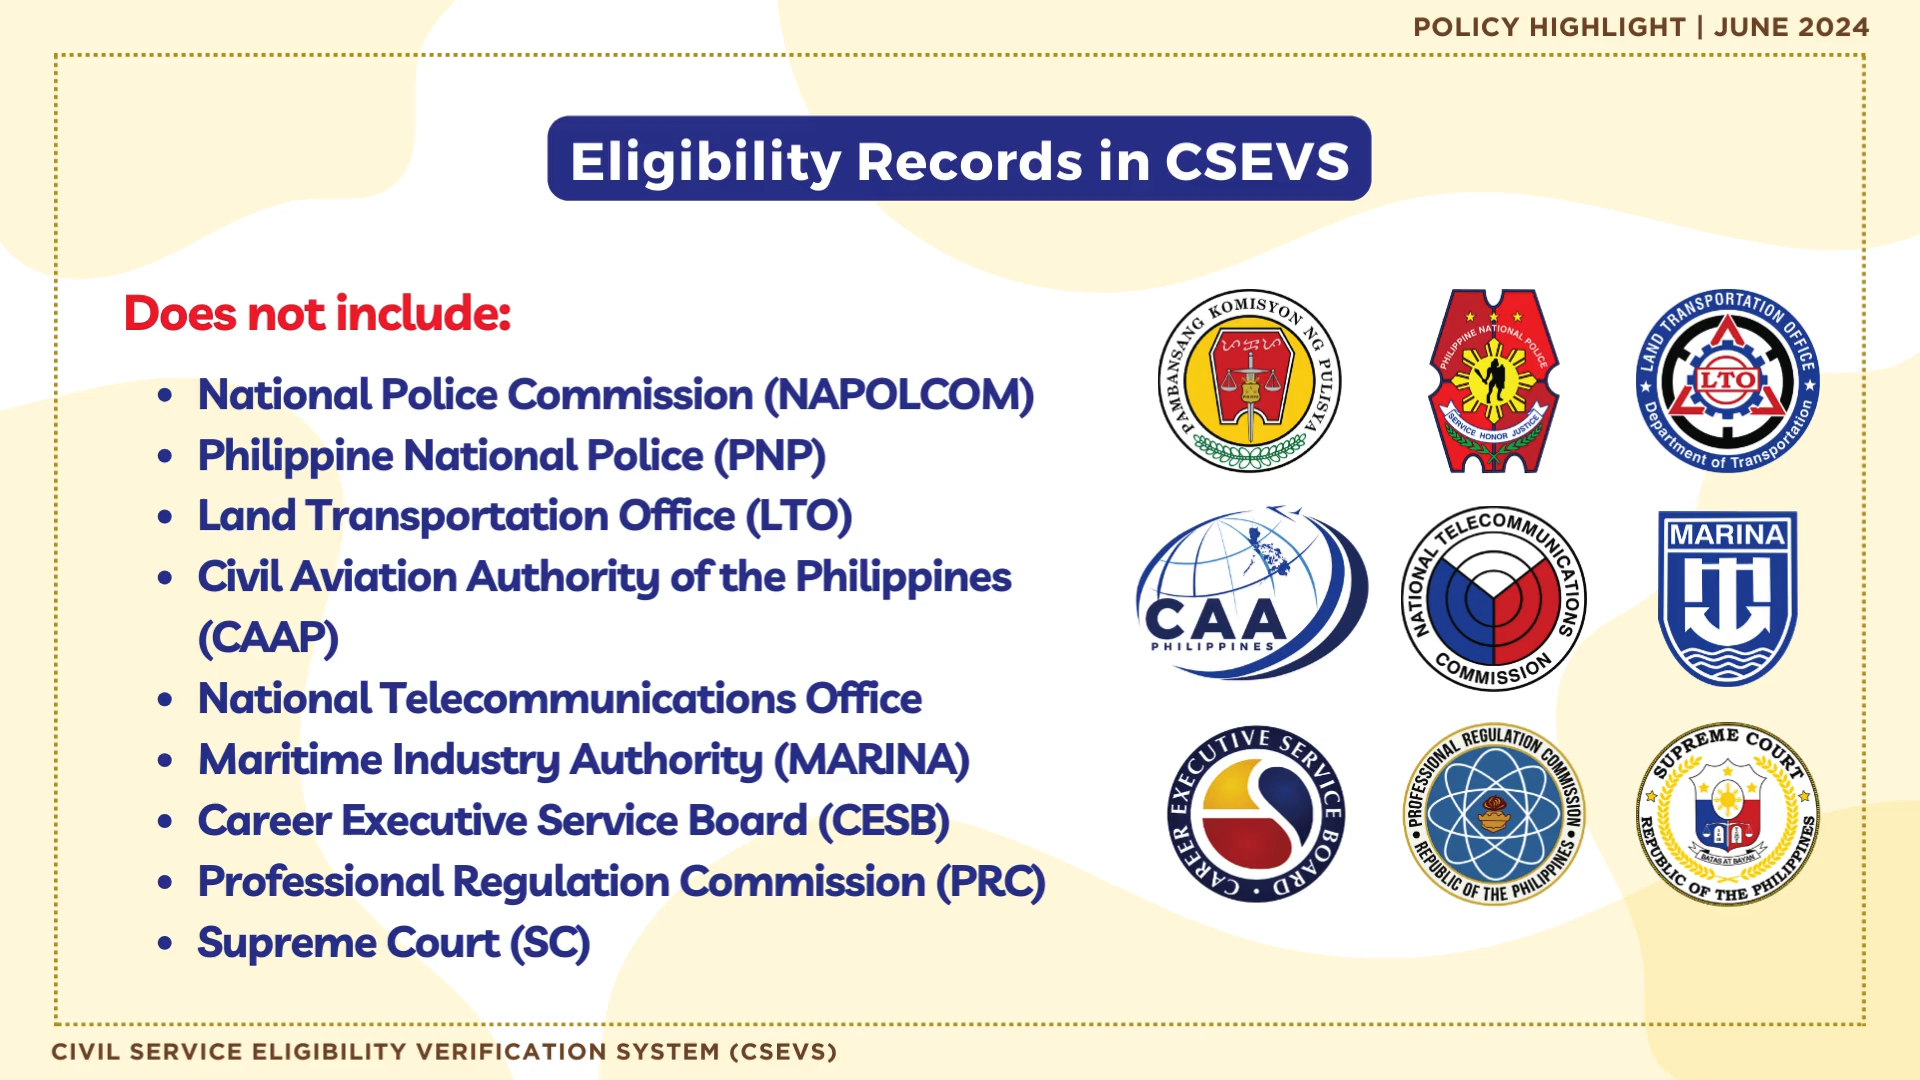 POLICY HIGHLIGHT | JUNE 2024
Eligibility Records in CSEVS
Does not include:
• National Police Commission (NAPOLCOM)
• Philippine National Police (PNP)
• Land Transportation Office (LTO)
• Civil Aviation Authority of the Philippines
(CAAP)
• National Telecommunications Office
• Maritime Industry Authority (MARINA)
• Career Executive Service Board (CESB)
• Professional Regulation Commission (PRC)
• Supreme Court (SC)
PAMBANSANG KOMISYON NG PULISYA
PHILIPPINE NATIONAL POLICE
SERVICE HONOR JUSTICE
LAND TRANSPORTATION OFFICE
LTO
Department of Transportation
CAA
PHILIPPINES
NATIONAL TELECOMMUNICATIONS
COMMISSION
MARINA
CAREER EXECUTIVE SERVICE BOARD
PROFESSIONAL REGULATION COMMISSION
REPUBLIC OF THE PHILIPPINES
SUPREME COURT
BATAS AT BAYAN
REPUBLIC OF THE PHILIPPINES
CIVIL SERVICE ELIGIBILITY VERIFICATION SYSTEM (CSEVS)